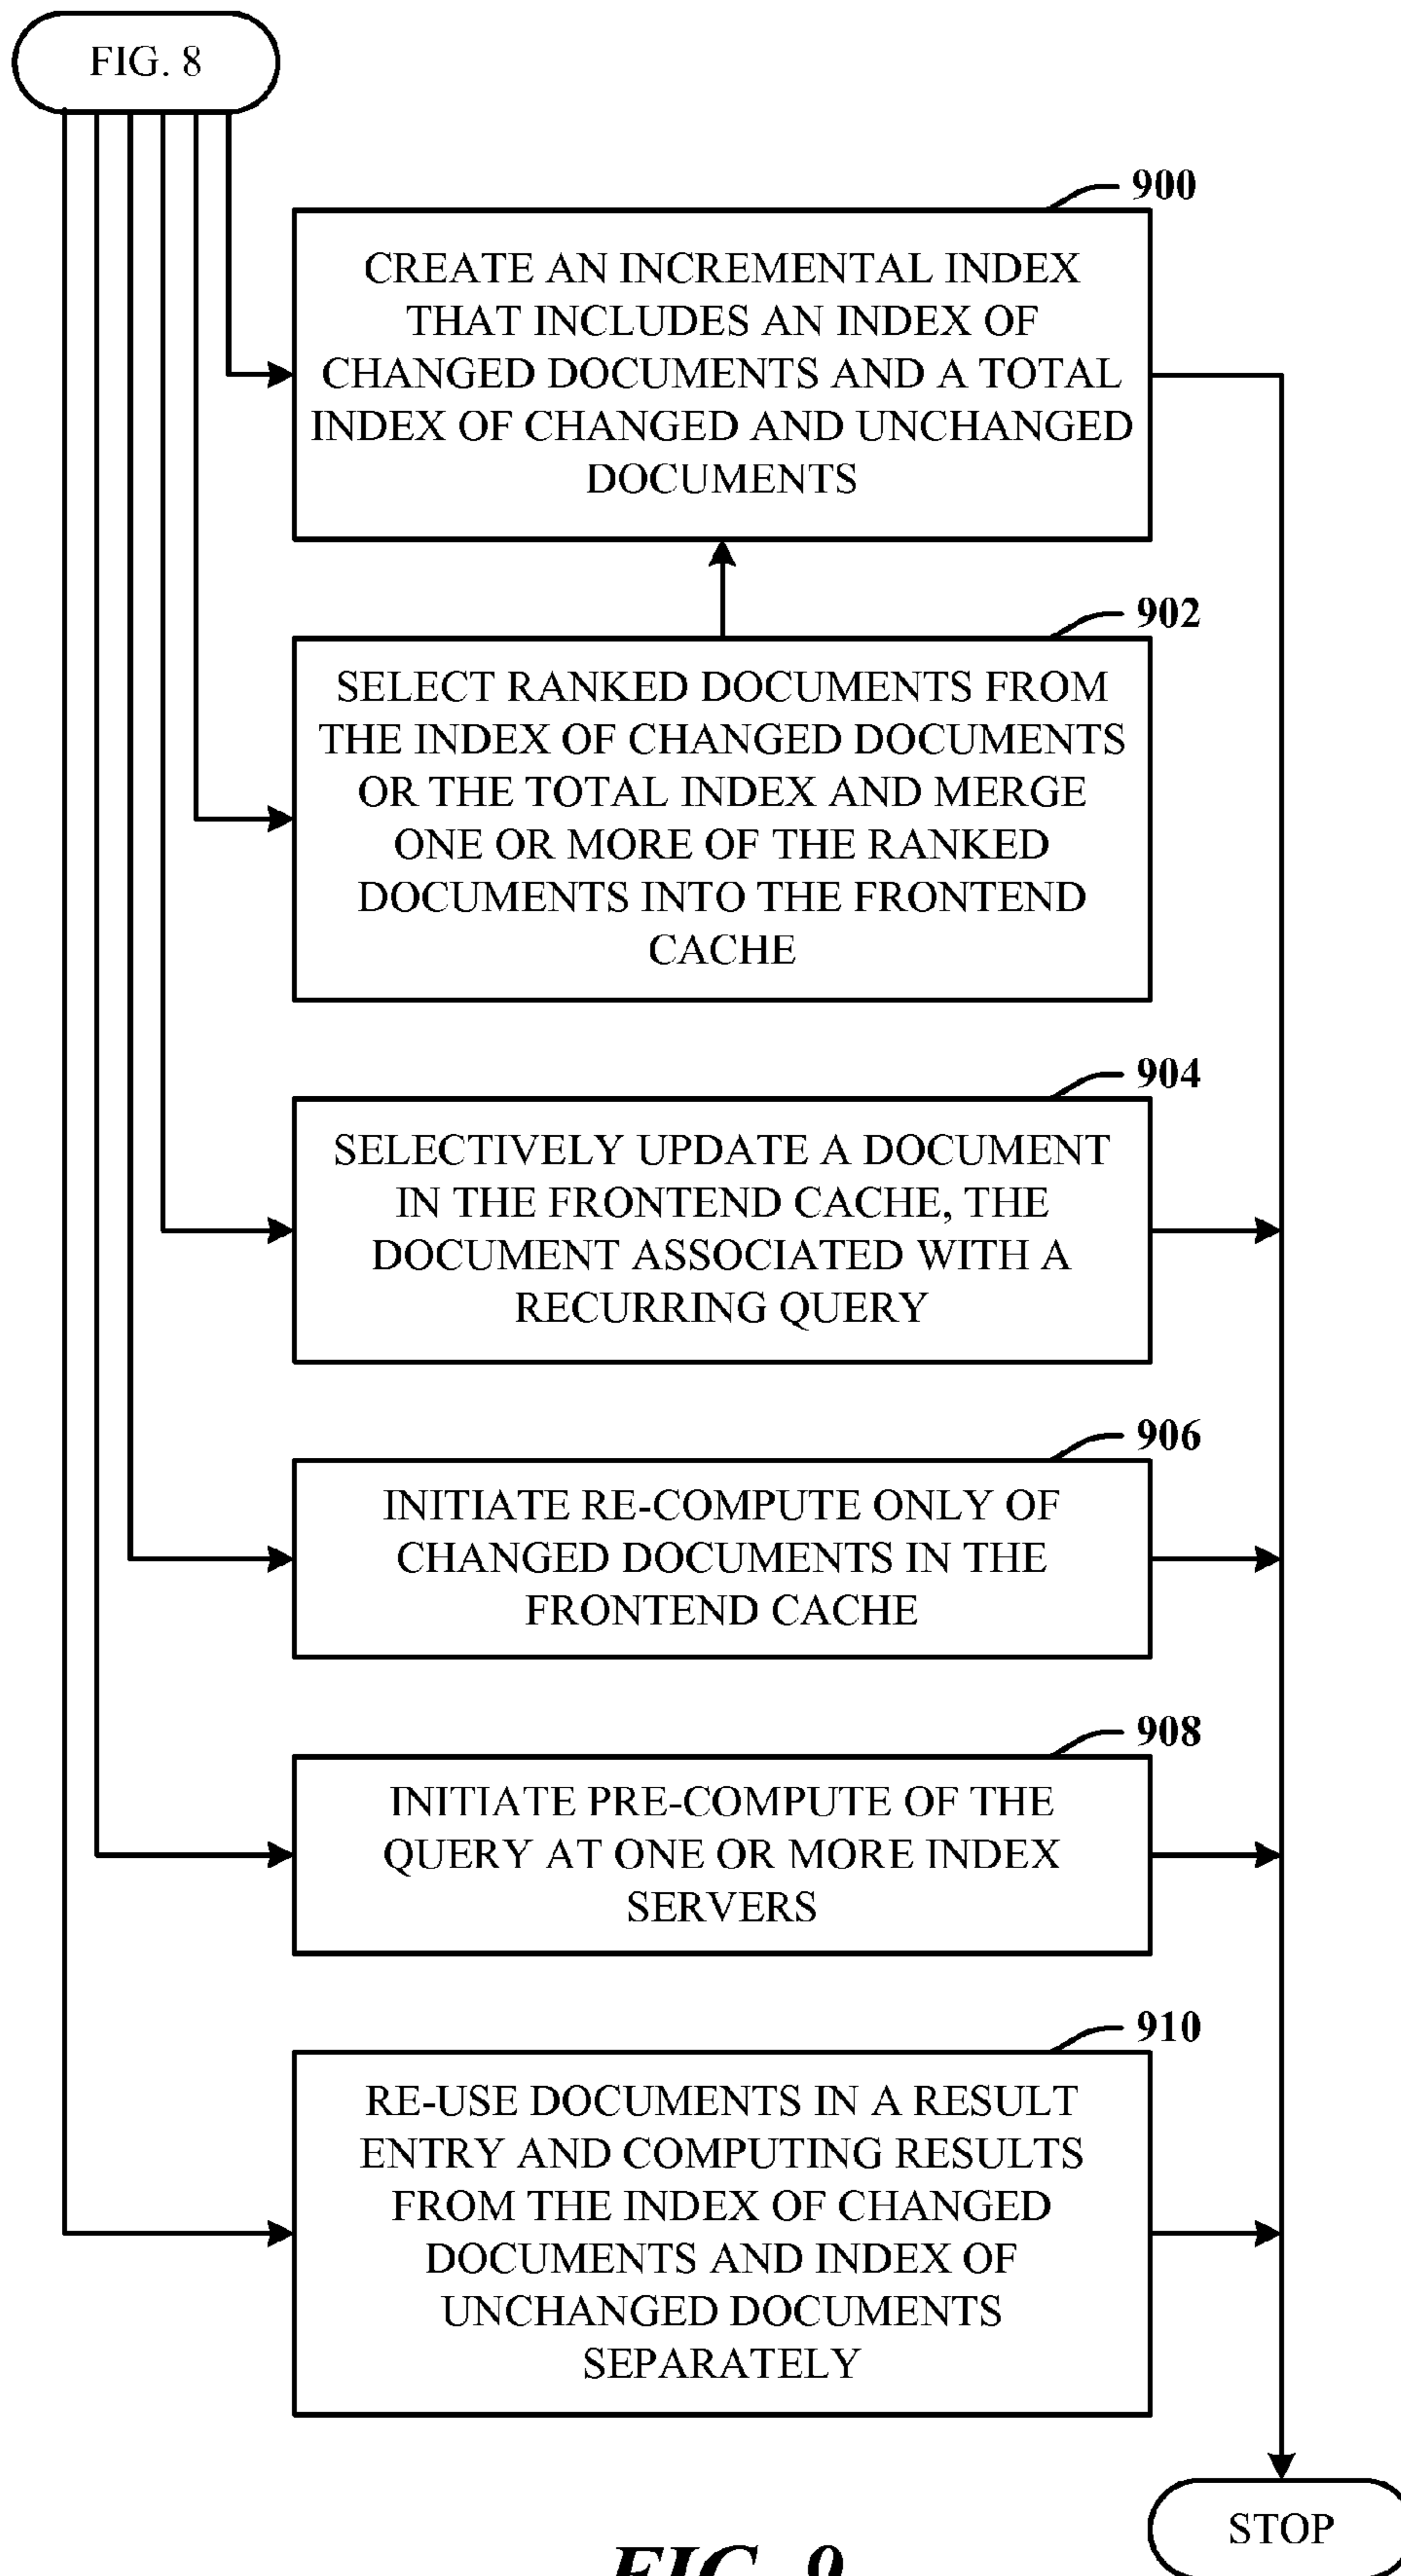 FIG. 8
900
CREATE AN INCREMENTAL INDEX
THAT INCLUDES AN INDEX OF
CHANGED DOCUMENTS AND A TOTAL
INDEX OF CHANGED AND UNCHANGED
DOCUMENTS
902
SELECT RANKED DOCUMENTS FROM
THE INDEX OF CHANGED DOCUMENTS
OR THE TOTAL INDEX AND MERGE
ONE OR MORE OF THE RANKED
DOCUMENTS INTO THE FRONTEND
CACHE
904
SELECTIVELY UPDATE A DOCUMENT
IN THE FRONTEND CACHE, THE
DOCUMENT ASSOCIATED WITH A
RECURRING QUERY
906
INITIATE RE-COMPUTE ONLY OF
CHANGED DOCUMENTS IN THE
FRONTEND CACHE
908
INITIATE PRE-COMPUTE OF THE
QUERY AT ONE OR MORE INDEX
SERVERS
910
RE-USE DOCUMENTS IN A RESULT
ENTRY AND COMPUTING RESULTS
FROM THE INDEX OF CHANGED
DOCUMENTS AND INDEX OF
UNCHANGED DOCUMENTS
SEPARATELY
STOP
FIG. 9